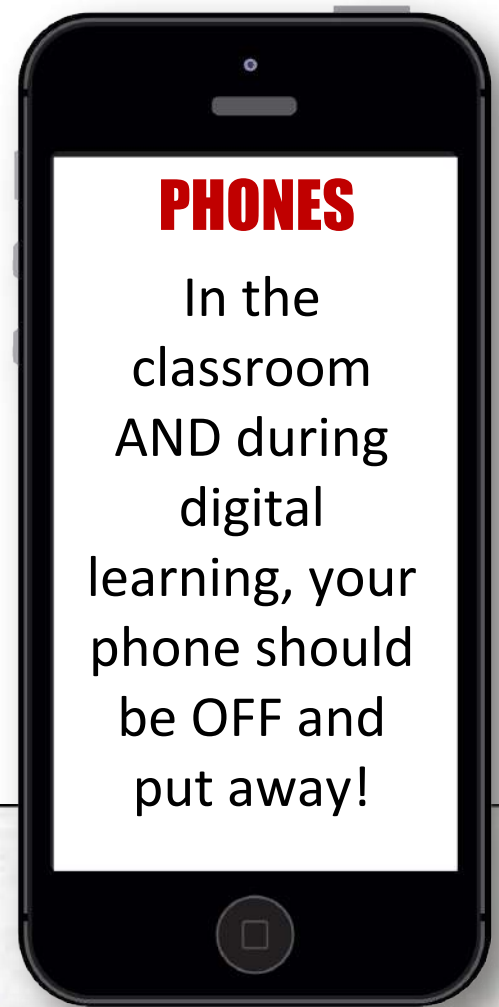 PHONES
In the
classroom
AND during
digital
learning, your
phone should
be OFF and
put away!